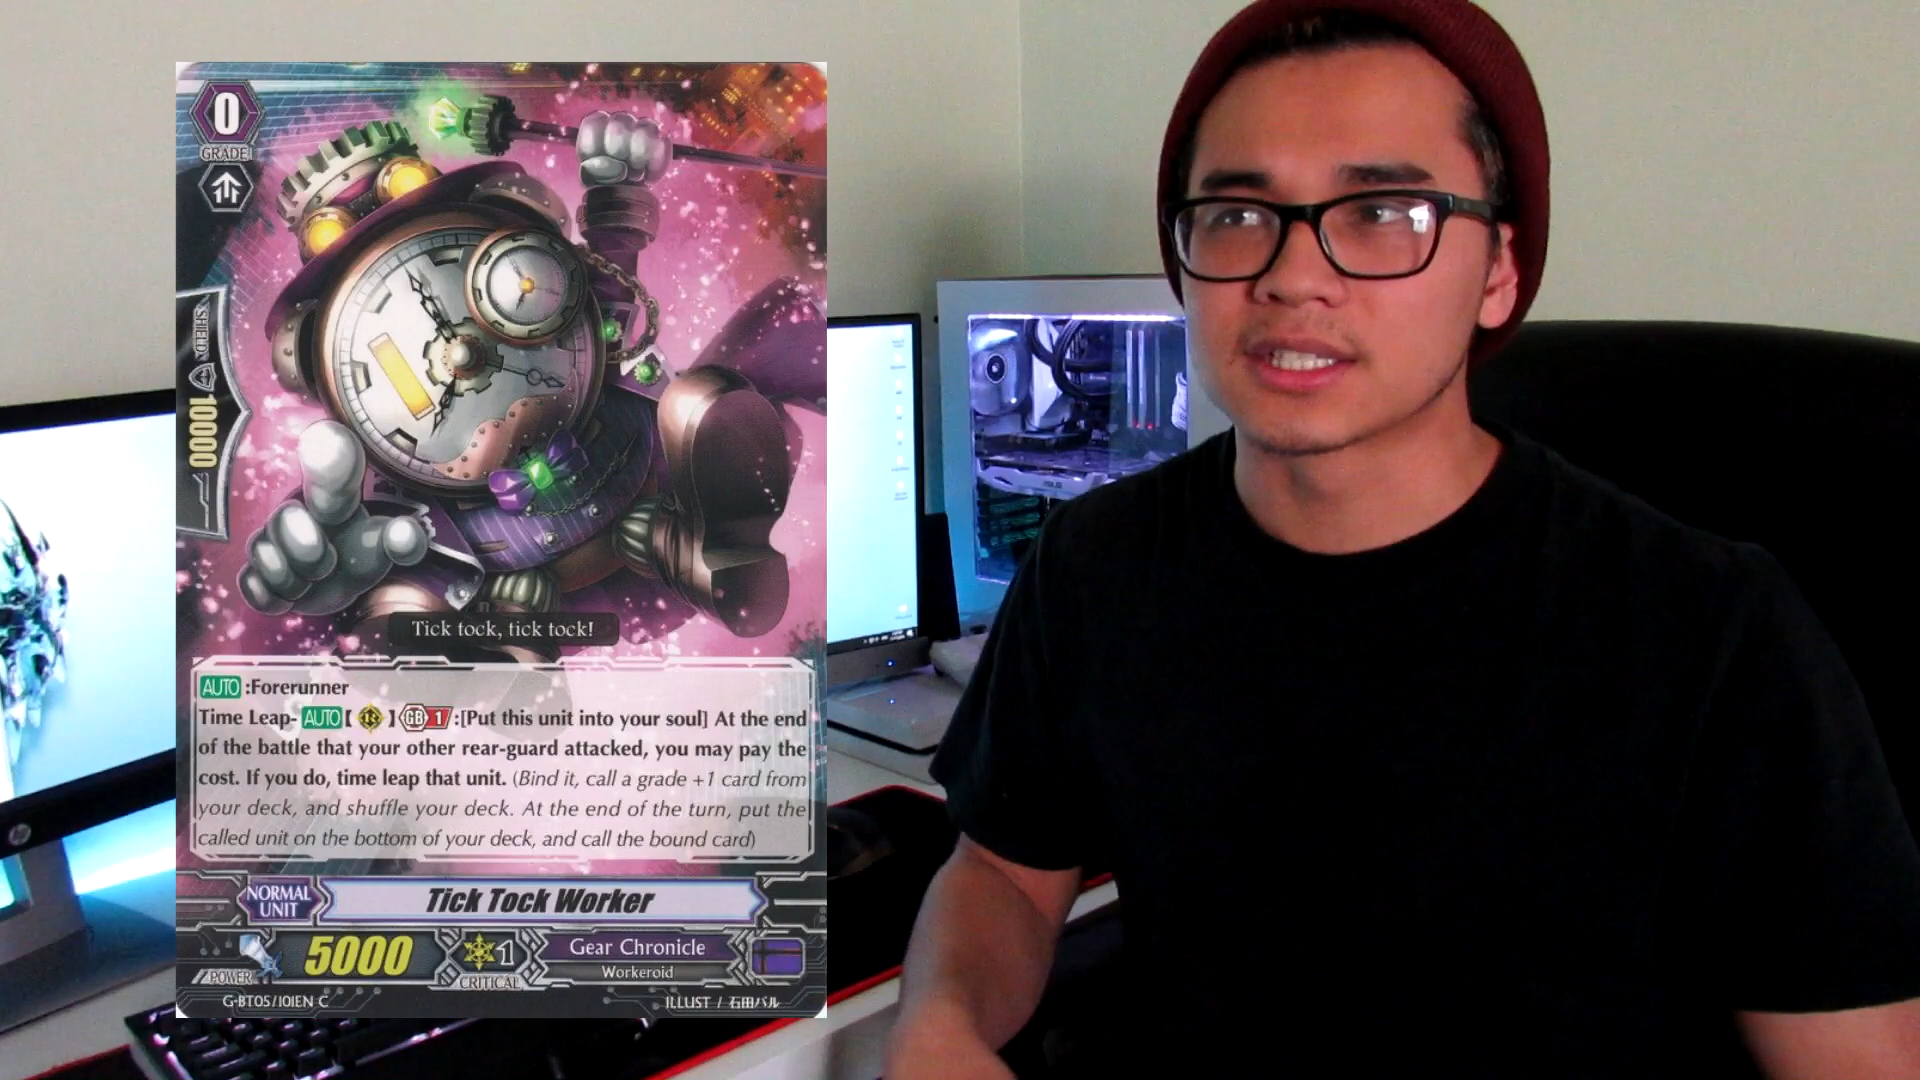 0
GRADE
SHIELD
10000
Tick tock, tick tock!
AUTO :Forerunner
Time Leap- AUTO [ R ] GB 1 :[Put this unit into your soul] At the end
of the battle that your other rear-guard attacked, you may pay the
cost. If you do, time leap that unit. (Bind it, call a grade +1 card from
your deck, and shuffle your deck. At the end of the turn, put the
called unit on the bottom of your deck, and call the bound card)
NORMAL
UNIT
Tick Tock Worker
POWER
5000
1
CRITICAL
Gear Chronicle
Workeroid
G-BT05/101EN C
ILLUST / 石田バル
ASUS